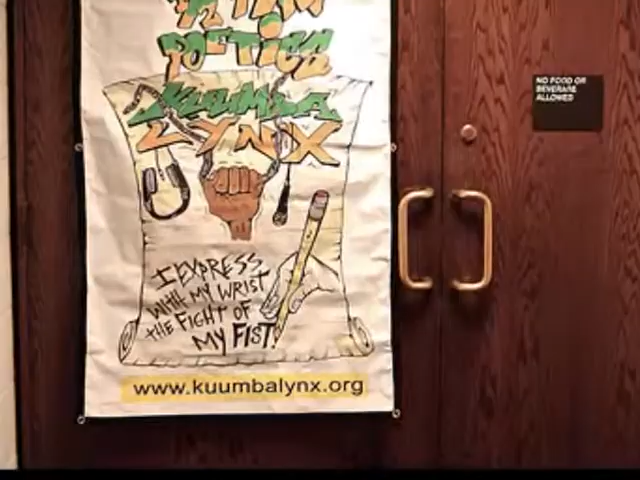 POETICS
KUUMBA
LYNX
I EXPRESS
WITH MY WRIST
THE FIGHT OF
MY FIST!
www.kuumbalynx.org
NO FOOD OR
BEVERAGE
ALLOWED